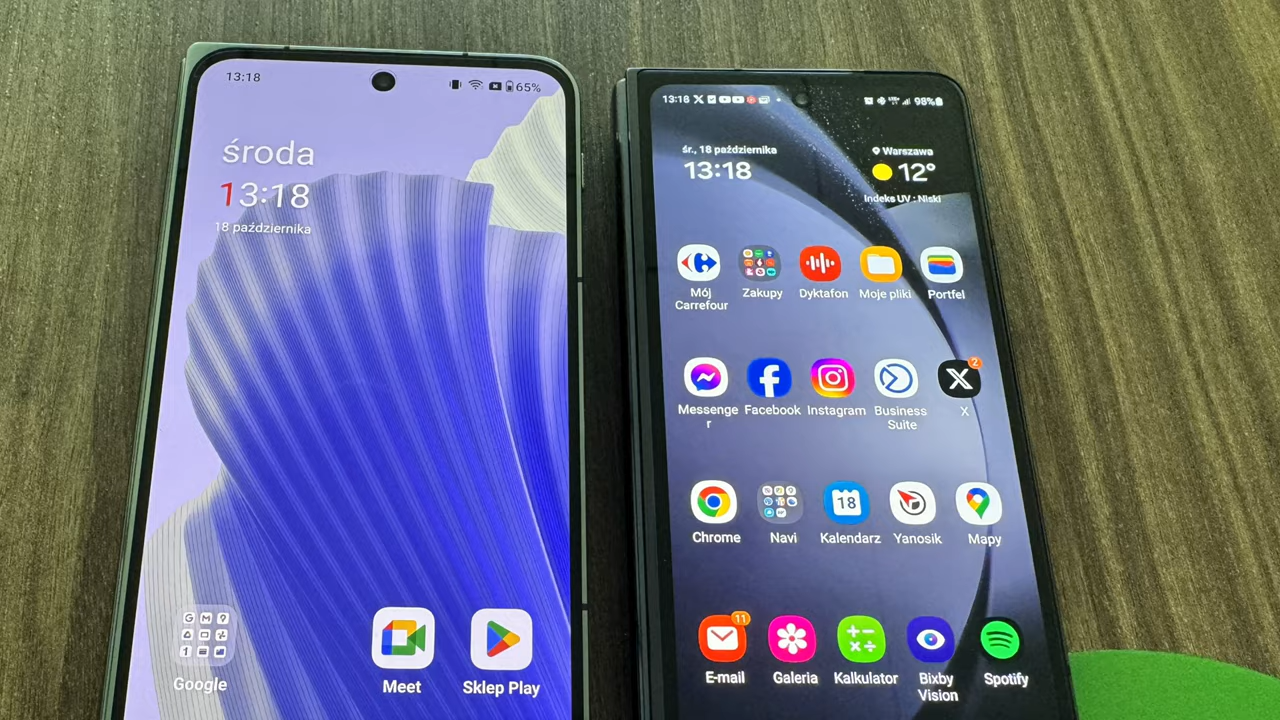 13:18
65%
środa
13:18
18 października
Google
Meet
Sklep Play
13:18
98%
śr., 18 października
13:18
Warszawa
12°
Indeks UV : Niski
Mój
Carrefour
Zakupy
Dyktafon
Moje pliki
Portfel
2
Messenge
r
Facebook
Instagram
Business
Suite
X
18
Chrome
Navi
Kalendarz
Yanosik
Mapy
11
E-mail
Galeria
Kalkulator
Bixby
Vision
Spotify